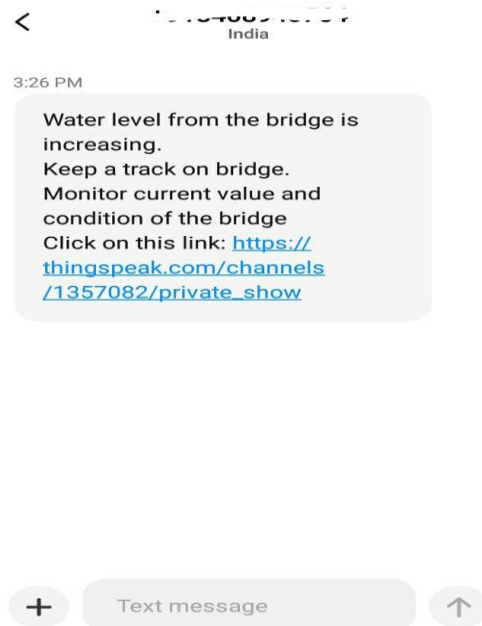 India
3:26 PM
Water level from the bridge is
increasing.
Keep a track on bridge.
Monitor current value and
condition of the bridge
Click on this link: https://
thingspeak.com/channels
/1357082/private_show
Text message